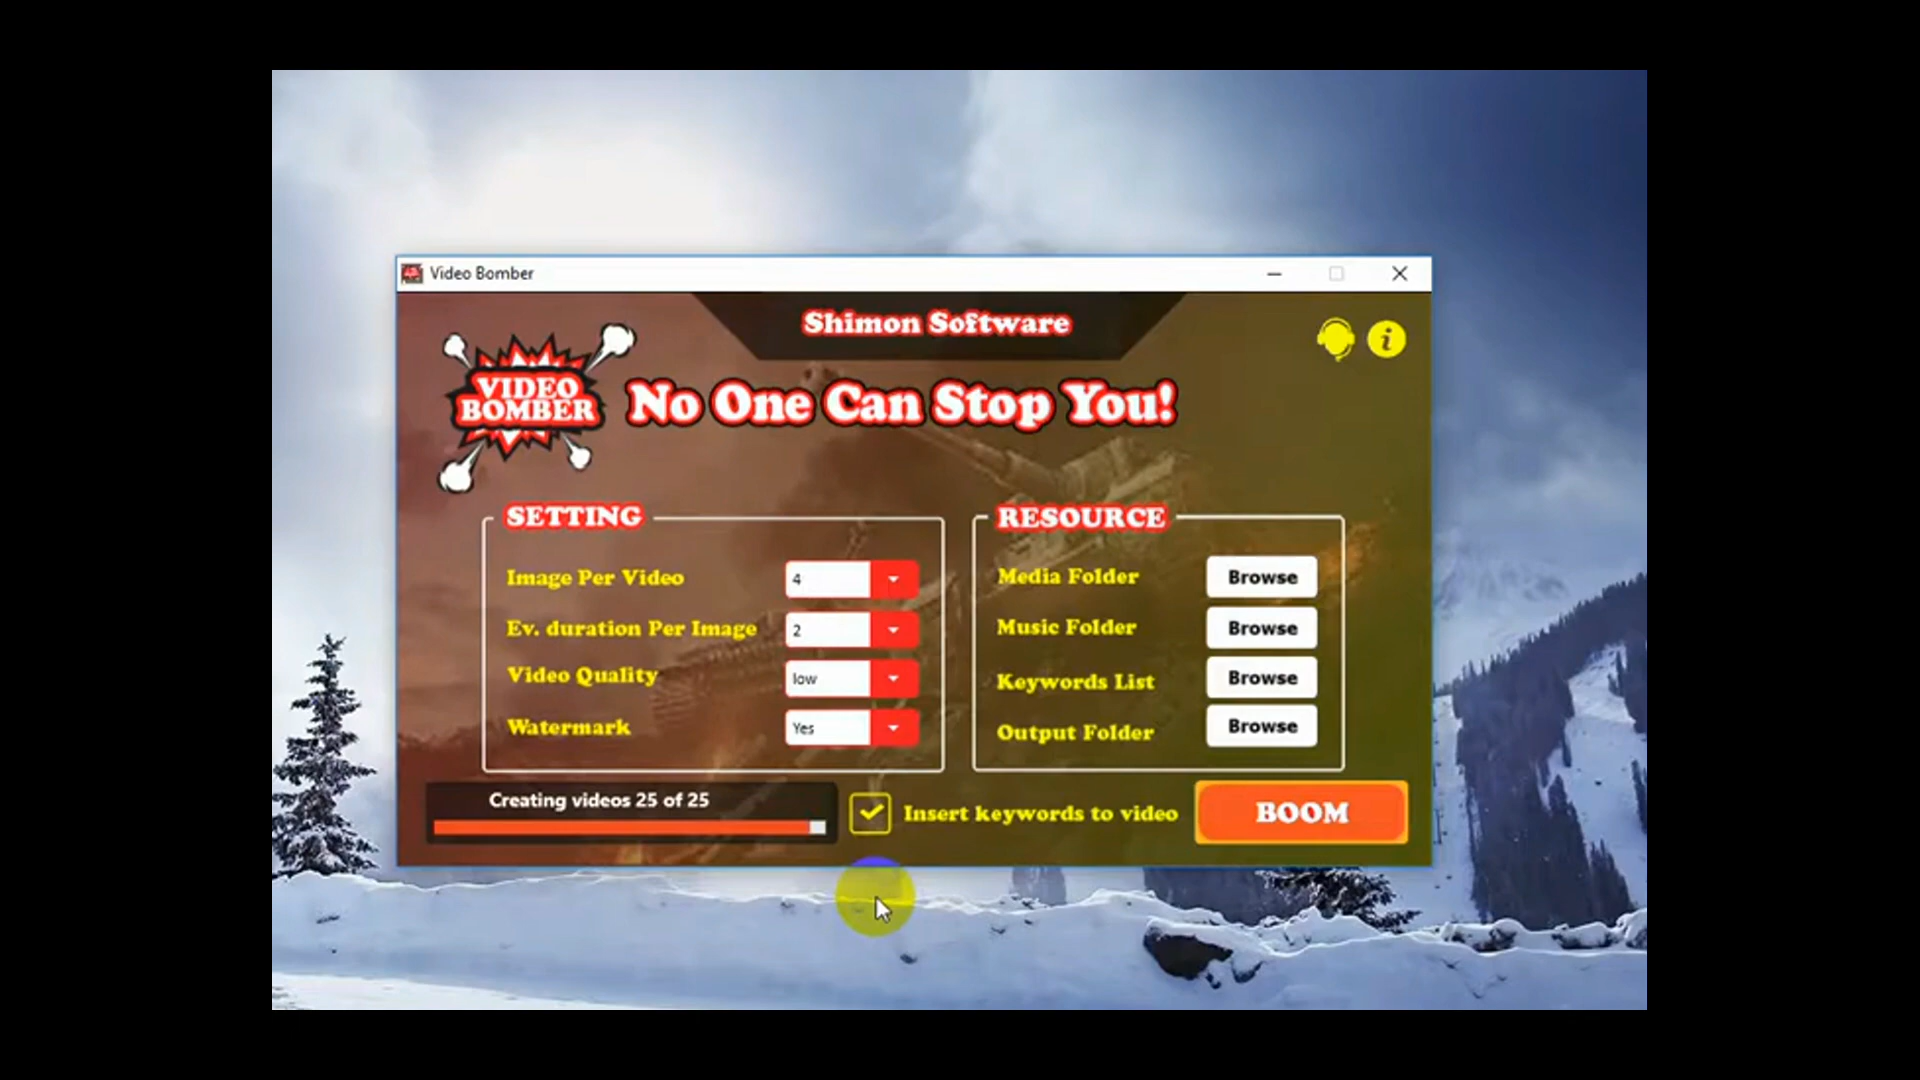 Video Bomber
Shimon Software
i
VIDEO
BOMBER
No One Can Stop You!
SETTING
Image Per Video 4
Ev. duration Per Image 2
Video Quality low
Watermark Yes
RESOURCE
Media Folder Browse
Music Folder Browse
Keywords List Browse
Output Folder Browse
Creating videos 25 of 25
Insert keywords to video
BOOM